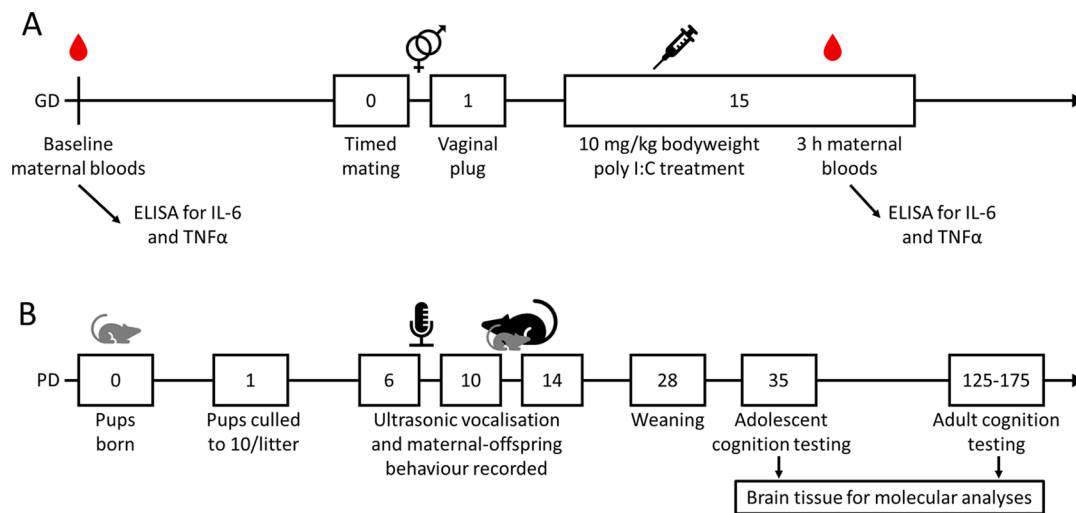 A
GD
0
1
15
Baseline
maternal bloods
Timed
mating
Vaginal
plug
10 mg/kg bodyweight
poly I:C treatment
3 h maternal
bloods
ELISA for IL-6
and TNFα
ELISA for IL-6
and TNFα
B
PD
0
1
6
10
14
28
35
125-175
Pups
born
Pups culled
to 10/litter
Ultrasonic vocalisation
and maternal-offspring
behaviour recorded
Weaning
Adolescent
cognition testing
Adult cognition
testing
Brain tissue for molecular analyses